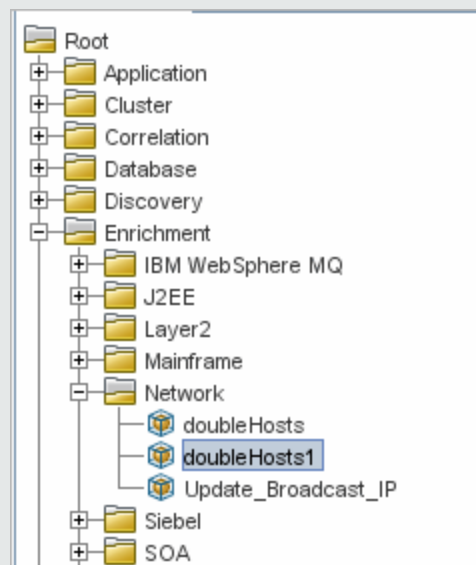 Root
Application
Cluster
Correlation
Database
Discovery
Enrichment
IBM WebSphere MQ
J2EE
Layer2
Mainframe
Network
doubleHosts
doubleHosts1
Update_Broadcast_IP
Siebel
SOA